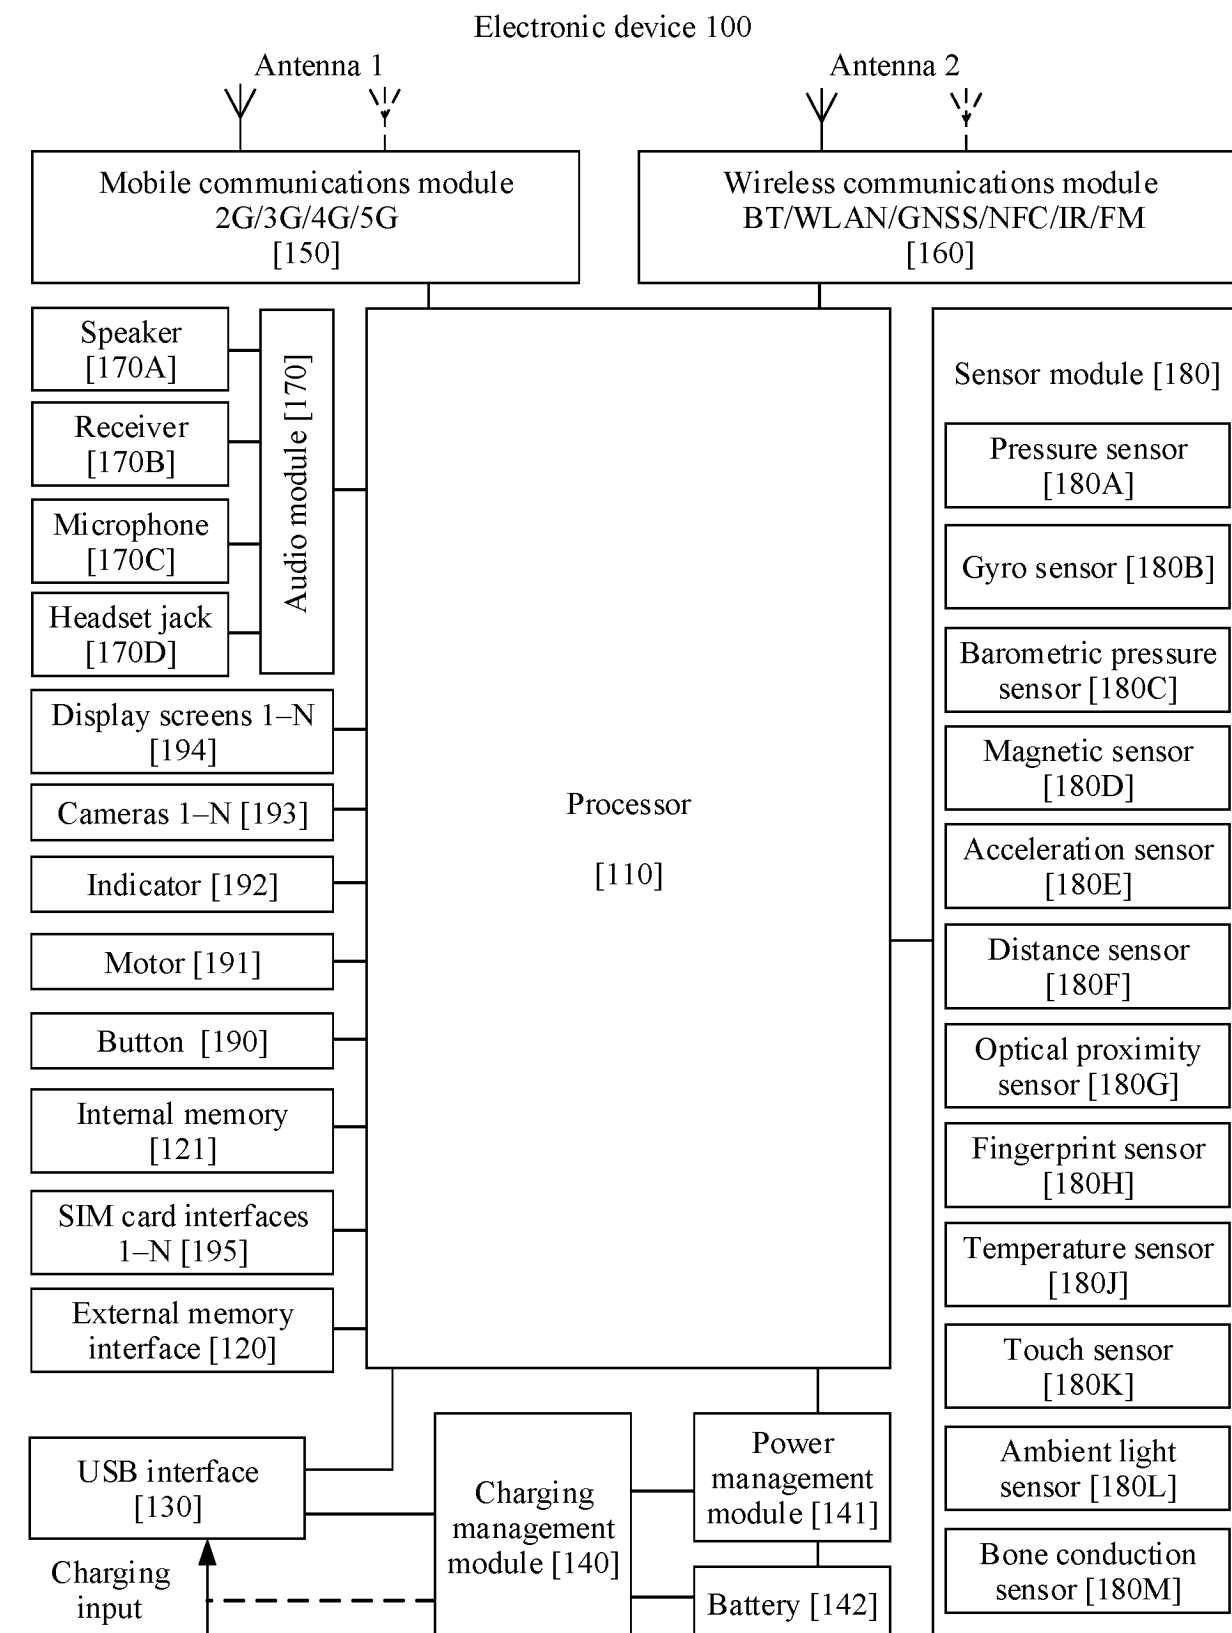 Electronic device 100
Antenna 1
Antenna 2
Mobile communications module
2G/3G/4G/5G
[150]
Wireless communications module
BT/WLAN/GNSS/NFC/IR/FM
[160]
Speaker
[170A]
Receiver
[170B]
Microphone
[170C]
Headset jack
[170D]
Audio module [170]
Display screens 1–N
[194]
Cameras 1–N [193]
Indicator [192]
Motor [191]
Button [190]
Internal memory
[121]
SIM card interfaces
1–N [195]
External memory
interface [120]
Processor
[110]
Sensor module [180]
Pressure sensor
[180A]
Gyro sensor [180B]
Barometric pressure
sensor [180C]
Magnetic sensor
[180D]
Acceleration sensor
[180E]
Distance sensor
[180F]
Optical proximity
sensor [180G]
Fingerprint sensor
[180H]
Temperature sensor
[180J]
Touch sensor
[180K]
Ambient light
sensor [180L]
Bone conduction
sensor [180M]
USB interface
[130]
Charging
input
Charging
management
module [140]
Power
management
module [141]
Battery [142]